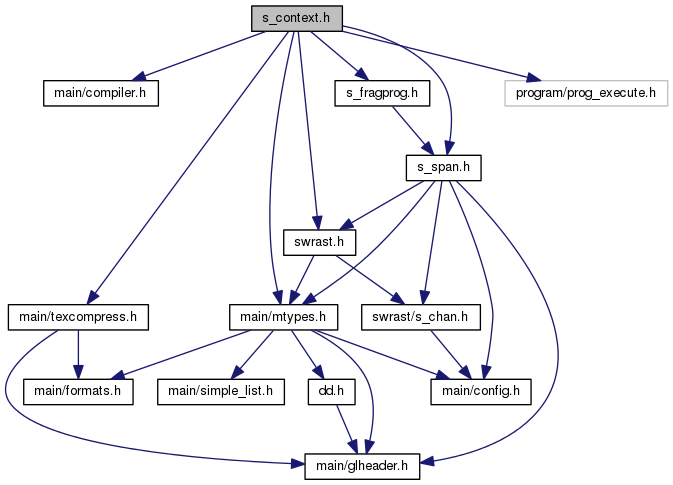 s_context.h
main/compiler.h
s_fragprog.h
program/prog_execute.h
s_span.h
swrast.h
main/texcompress.h
main/mtypes.h
swrast/s_chan.h
main/formats.h
main/simple_list.h
dd.h
main/config.h
main/glheader.h